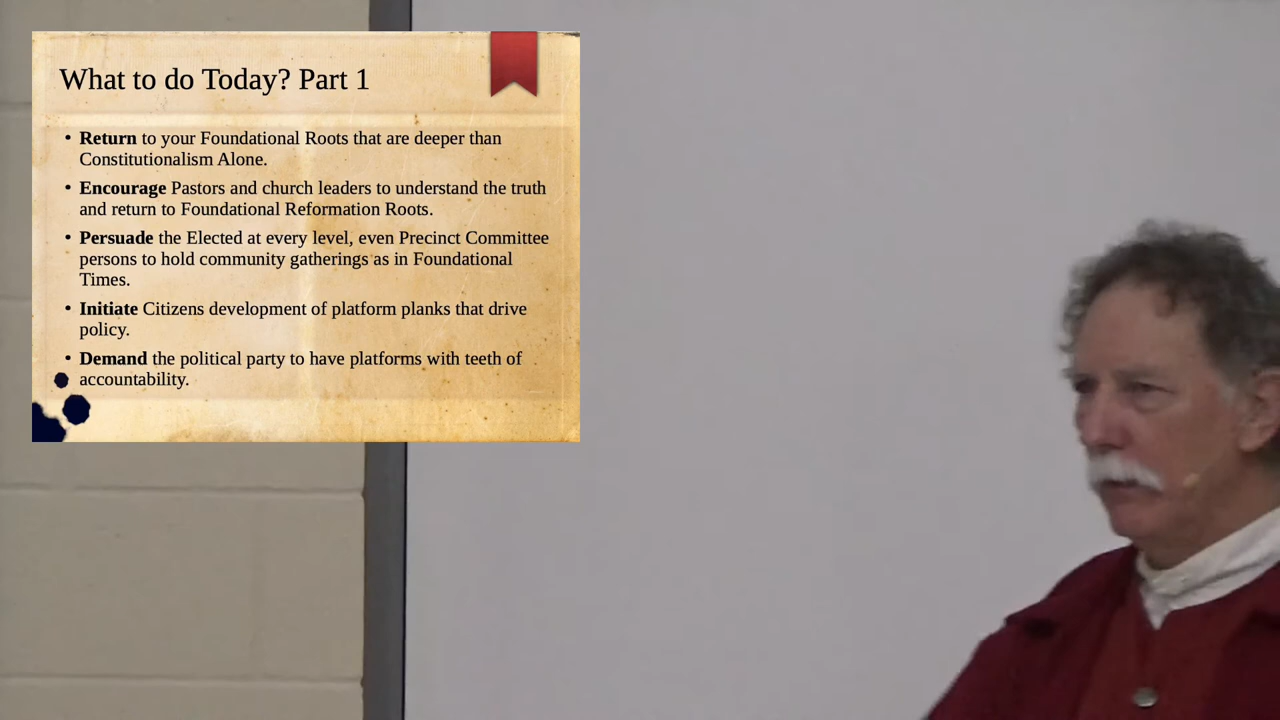 What to do Today? Part 1
• Return to your Foundational Roots that are deeper than
Constitutionalism Alone.
• Encourage Pastors and church leaders to understand the truth
and return to Foundational Reformation Roots.
• Persuade the Elected at every level, even Precinct Committee
persons to hold community gatherings as in Foundational
Times.
• Initiate Citizens development of platform planks that drive
policy.
• Demand the political party to have platforms with teeth of
accountability.